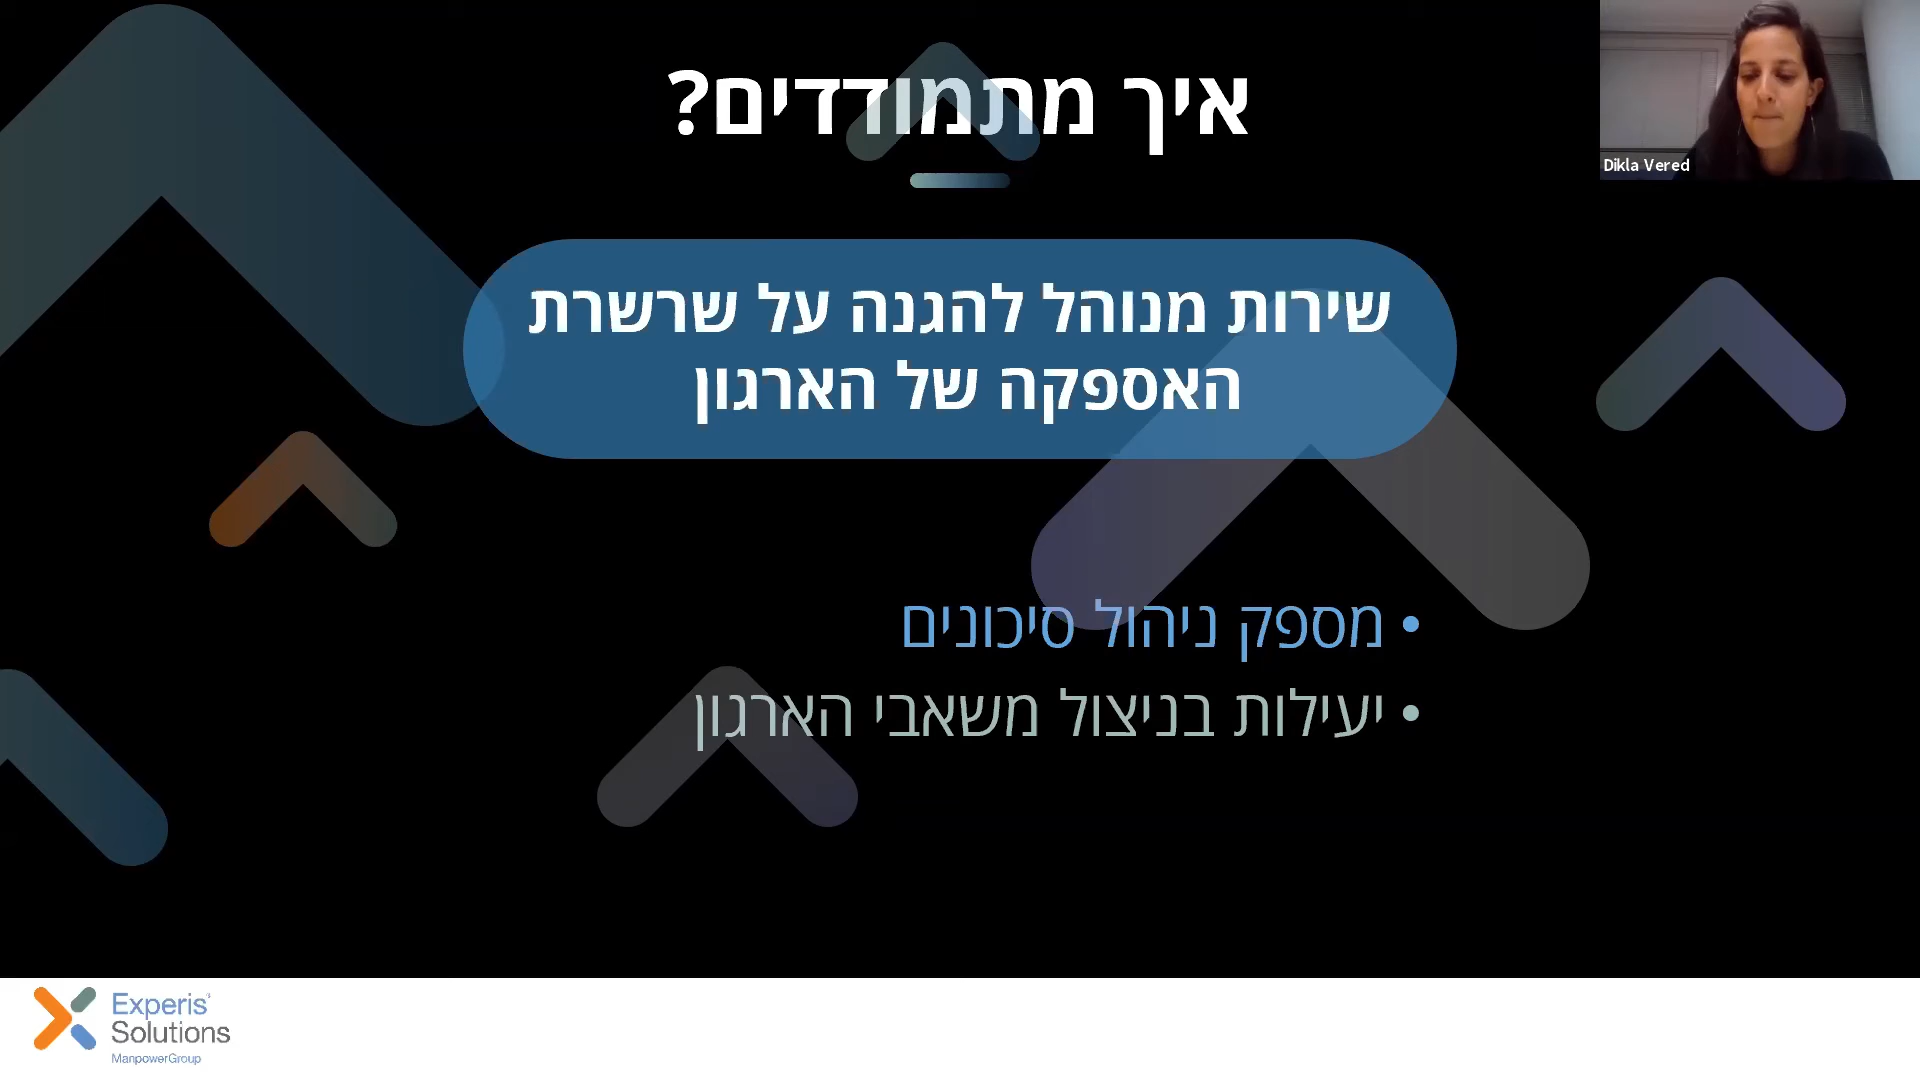 איך מתמודדים?
Dikla Vered
שירות מנוהל להגנה על שרשרת
האספקה של הארגון
• מספק ניהול סיכונים
• יעילות בניצול משאבי הארגון
Experis
Solutions
ManpowerGroup